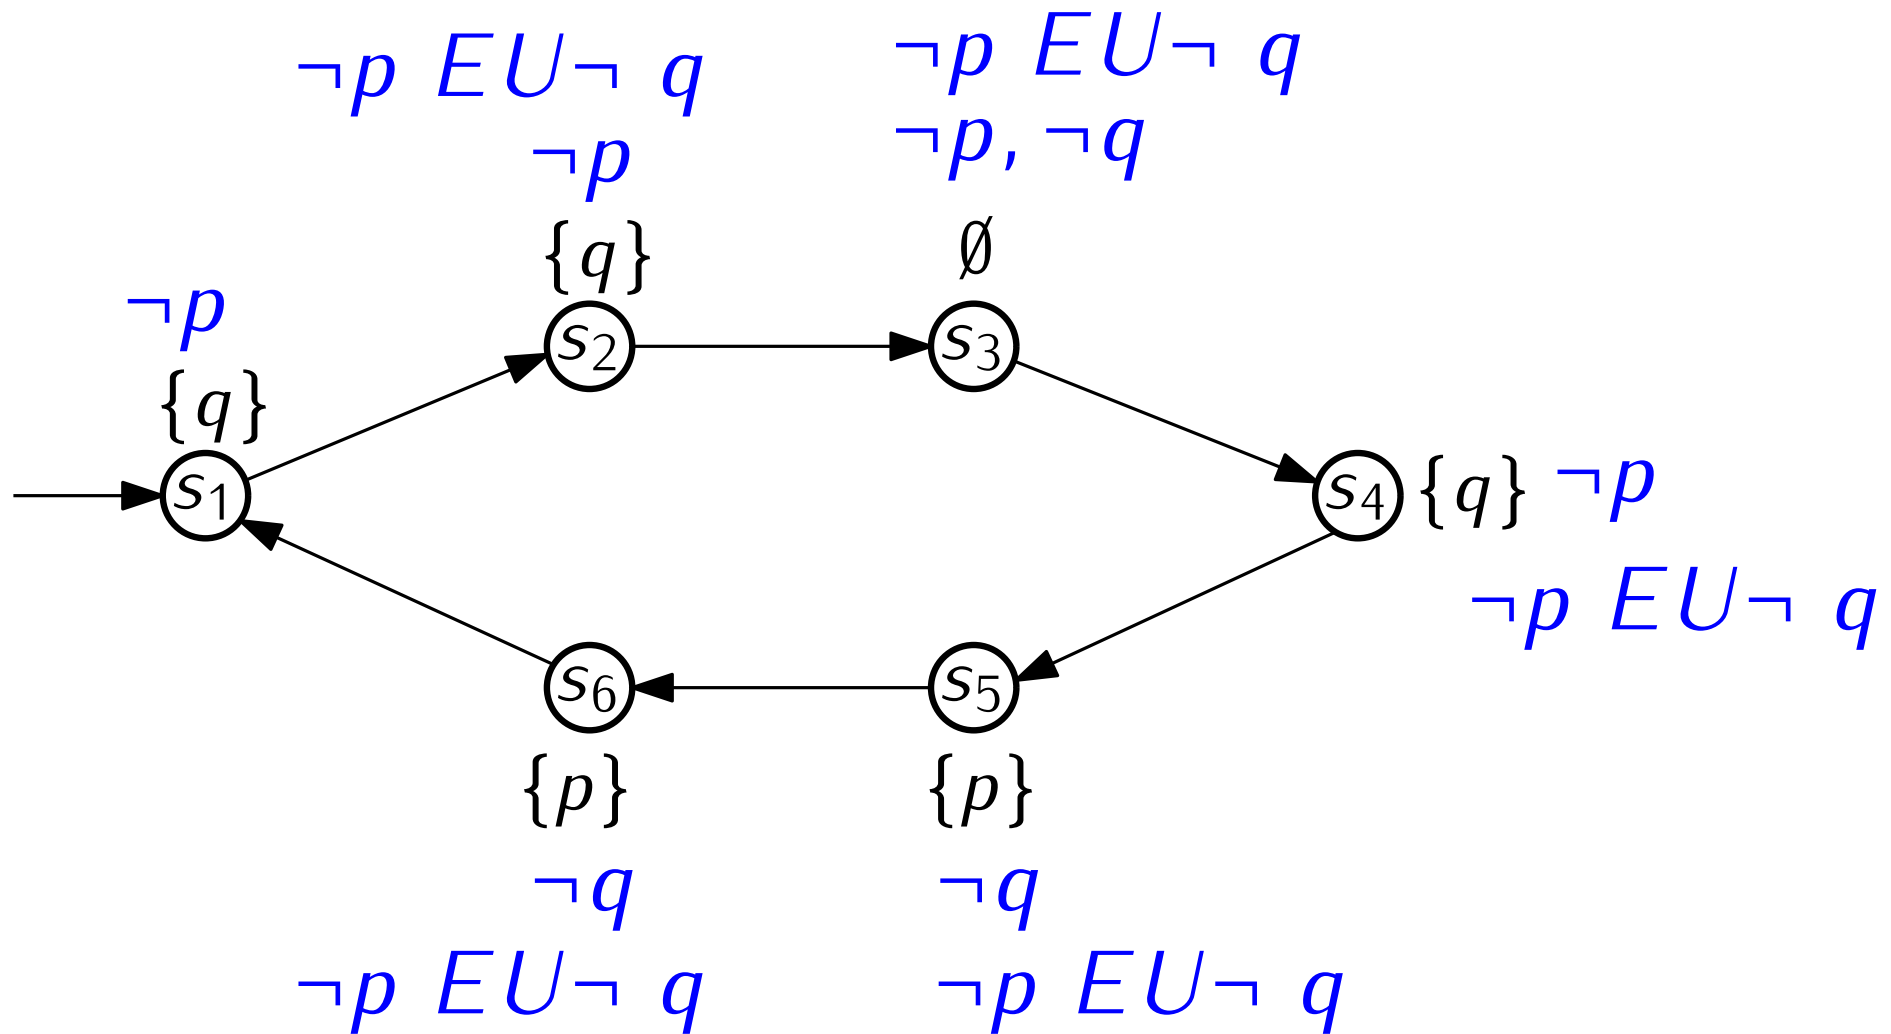 ¬p EU¬ q
¬p EU¬ q
¬p, ¬q
¬p
{q}
∅
¬p
{q}
s₂
s₃
s₁
s₄
{q} ¬p
¬p EU¬ q
s₆
s₅
{p}
{p}
¬q
¬q
¬p EU¬ q
¬p EU¬ q